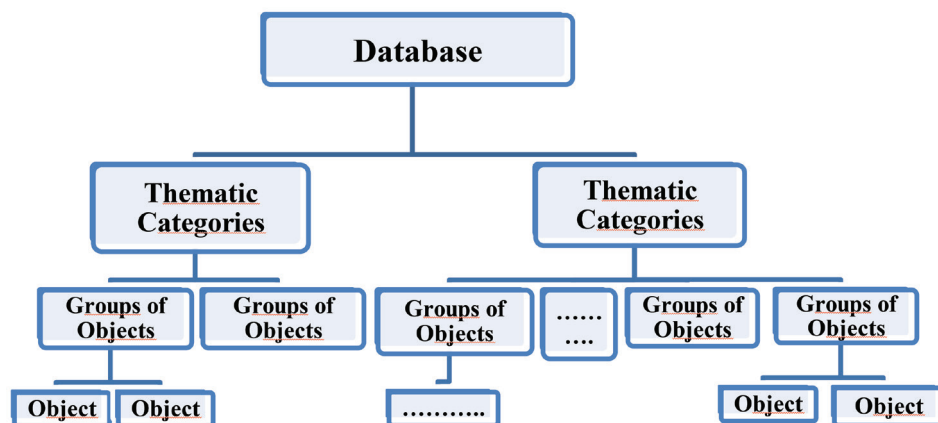 Database
Thematic
Categories
Thematic
Categories
Groups of
Objects
Groups of
Objects
Groups of
Objects
......
....
Groups of
Objects
Groups of
Objects
Object
Object
...........
Object
Object